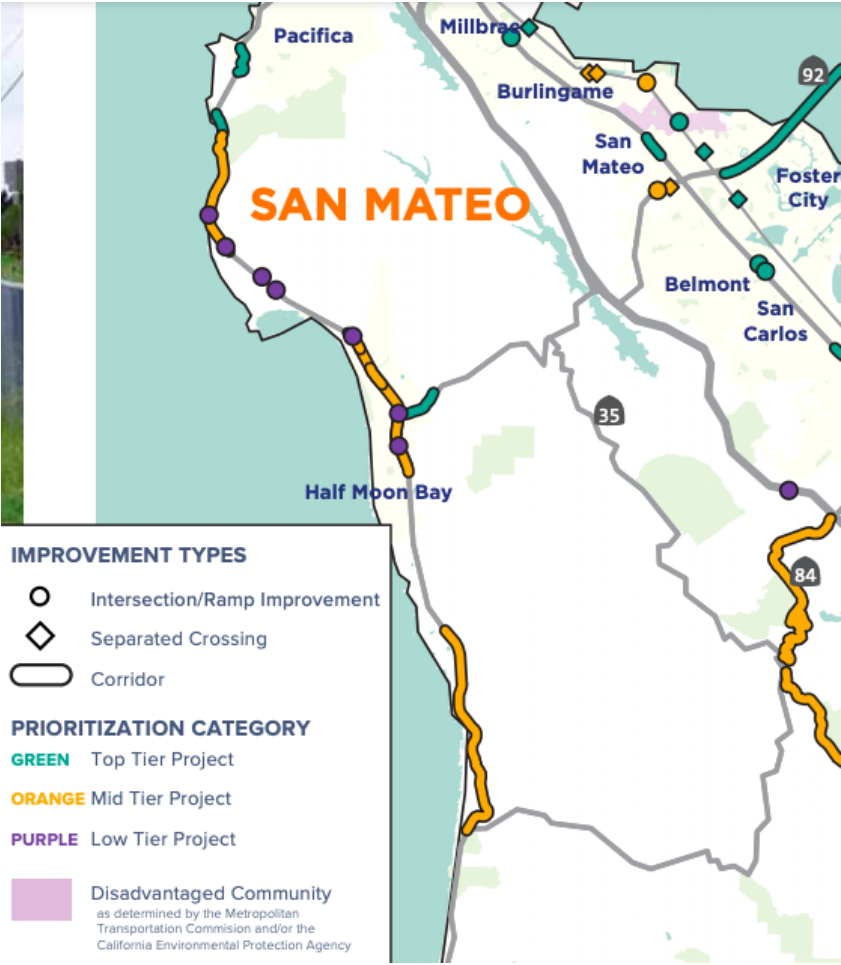 Pacifica
Millbrae
92
Burlingame
San
Mateo
Foster
City
SAN MATEO
Belmont
San
Carlos
35
Half Moon Bay
84
IMPROVEMENT TYPES
Intersection/Ramp Improvement
Separated Crossing
Corridor
PRIORITIZATION CATEGORY
GREEN Top Tier Project
ORANGE Mid Tier Project
PURPLE Low Tier Project
Disadvantaged Community
as determined by the Metropolitan
Transportation Commision and/or the
California Environmental Protection Agency